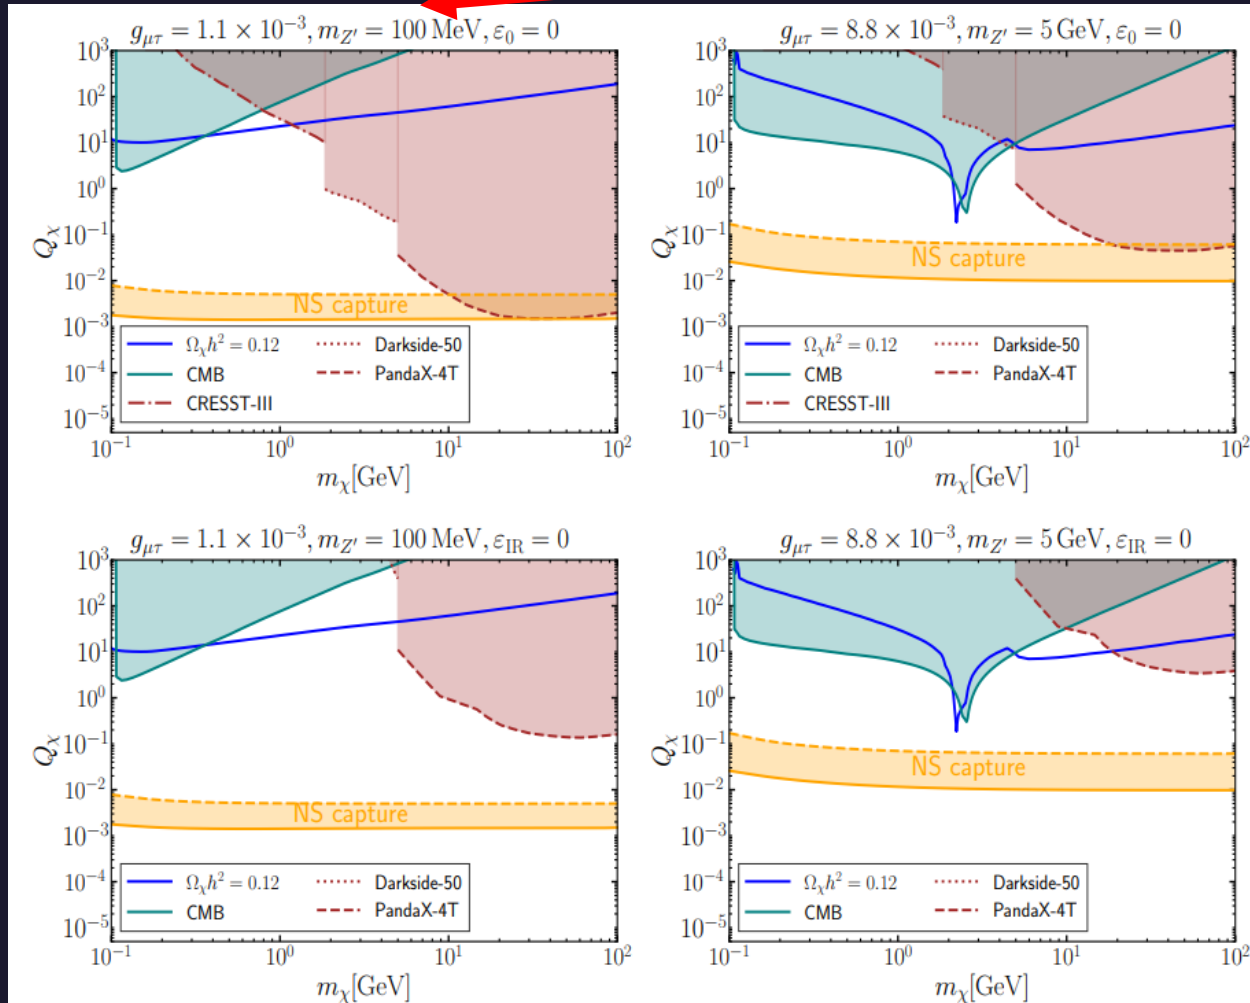 g_{μτ} = 1.1 × 10^{-3}, m_{Z'} = 100 MeV, ε_0 = 0
10^3
10^2
10^1
10^0
10^{-1}
10^{-2}
10^{-3}
10^{-4}
10^{-5}
Q_χ
NS capture
Ω_χh^2 = 0.12
CMB
CRESST-III
Darkside-50
PandaX-4T
10^{-1} 10^0 10^1 10^2
m_χ[GeV]
g_{μτ} = 8.8 × 10^{-3}, m_{Z'} = 5 GeV, ε_0 = 0
10^3
10^2
10^1
10^0
10^{-1}
10^{-2}
10^{-3}
10^{-4}
10^{-5}
Q_χ
NS capture
Ω_χh^2 = 0.12
CMB
CRESST-III
Darkside-50
PandaX-4T
10^{-1} 10^0 10^1 10^2
m_χ[GeV]
g_{μτ} = 1.1 × 10^{-3}, m_{Z'} = 100 MeV, ε_{IR} = 0
10^3
10^2
10^1
10^0
10^{-1}
10^{-2}
10^{-3}
10^{-4}
10^{-5}
Q_χ
NS capture
Ω_χh^2 = 0.12
CMB
Darkside-50
PandaX-4T
10^{-1} 10^0 10^1 10^2
m_χ[GeV]
g_{μτ} = 8.8 × 10^{-3}, m_{Z'} = 5 GeV, ε_{IR} = 0
10^3
10^2
10^1
10^0
10^{-1}
10^{-2}
10^{-3}
10^{-4}
10^{-5}
Q_χ
NS capture
Ω_χh^2 = 0.12
CMB
Darkside-50
PandaX-4T
10^{-1} 10^0 10^1 10^2
m_χ[GeV]